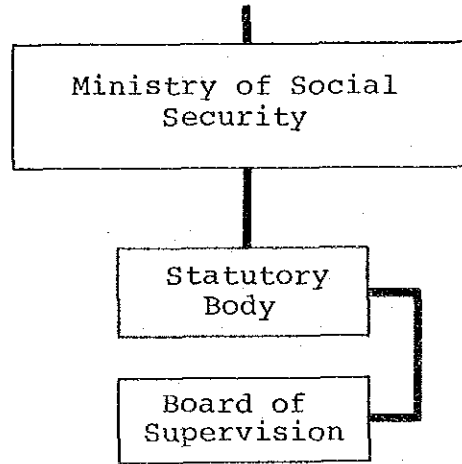 Ministry of Social
Security
Statutory
Body
Board of
Supervision